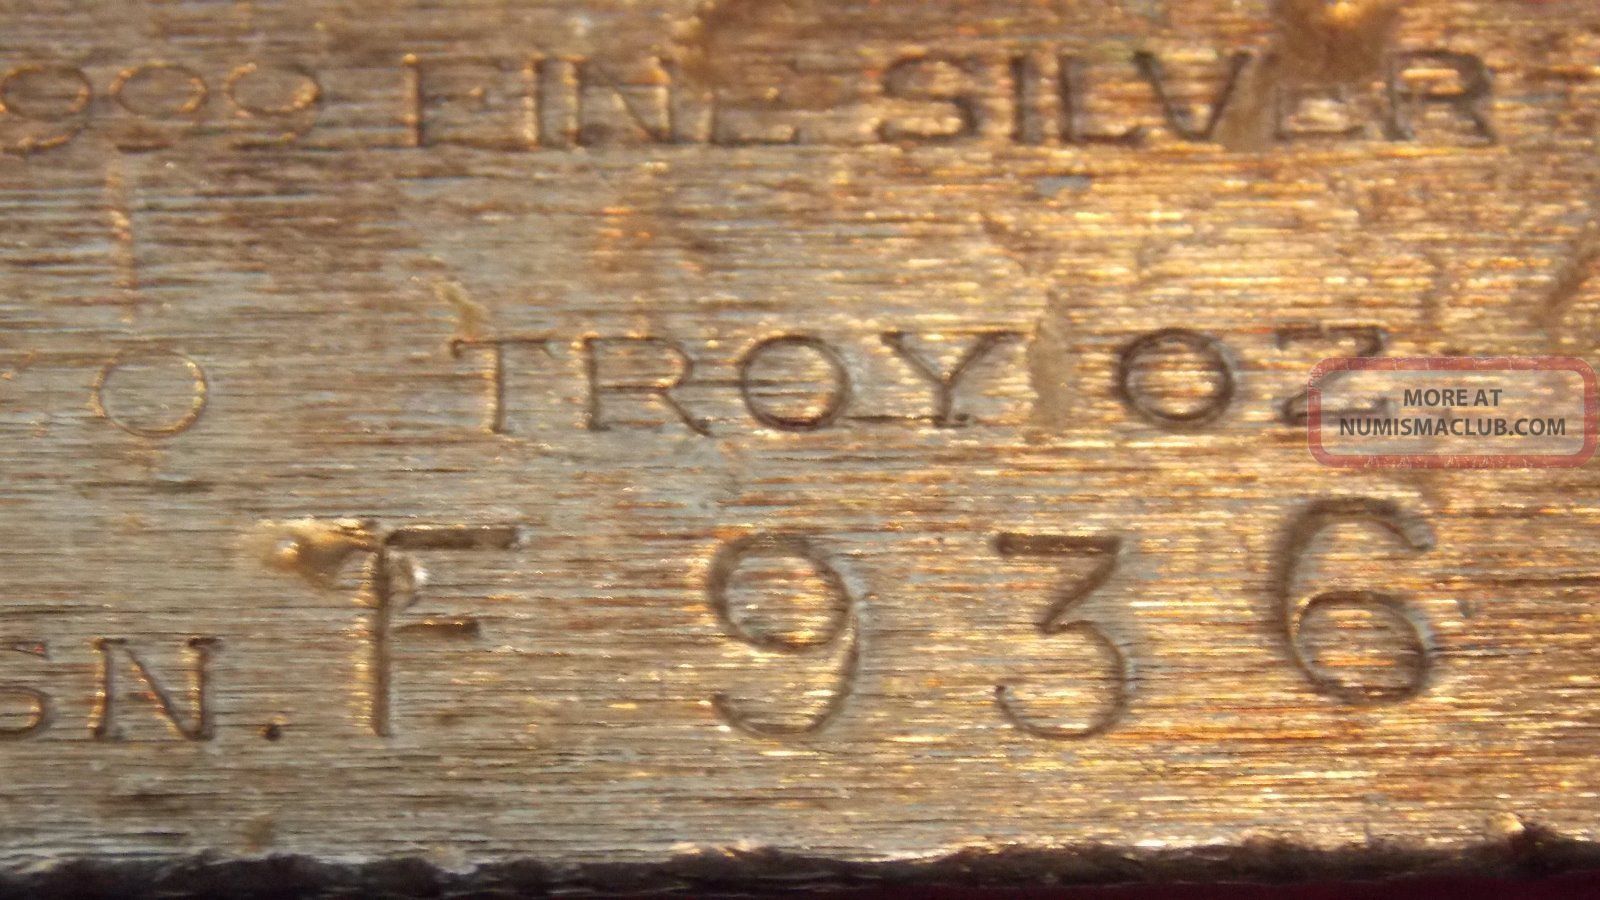 999 FINE SILVER
O TROY OZ.
SN. F 936
MORE AT
NUMISMACLUB.COM